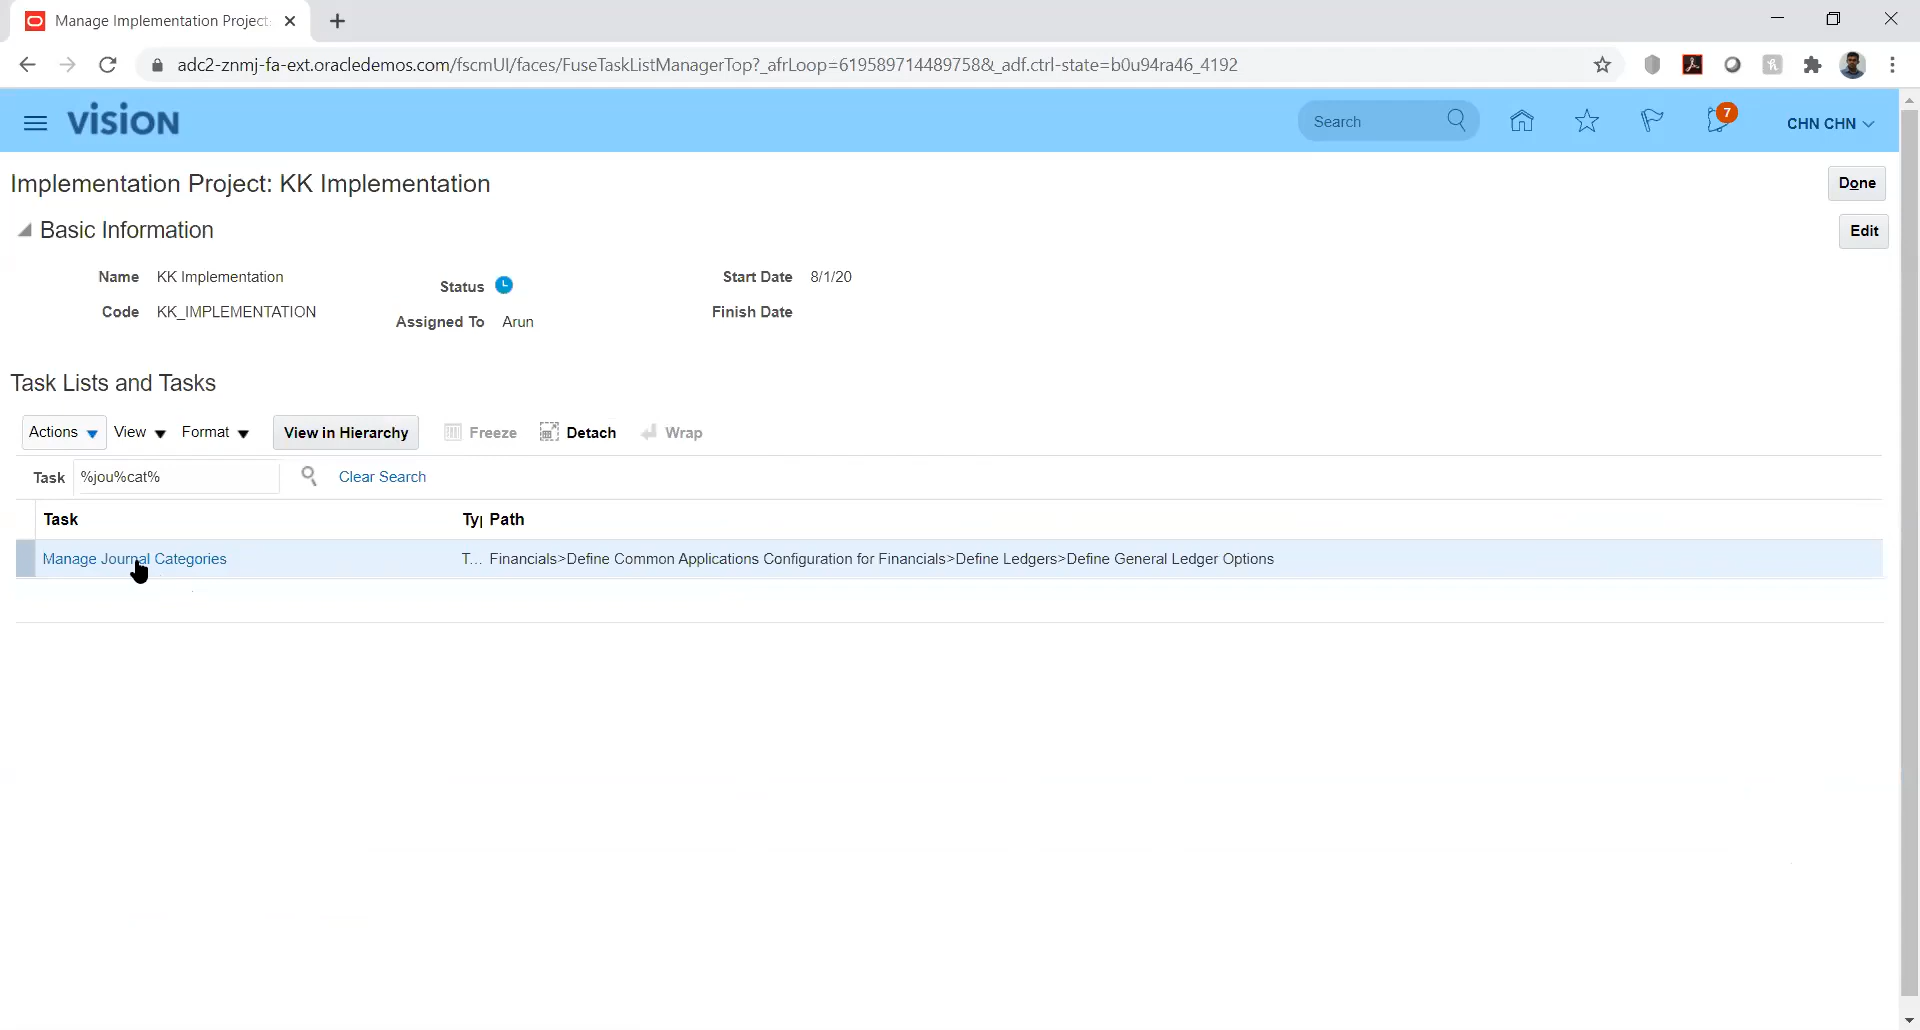 Manage Implementation Project:
adc2-znmj-fa-ext.oracledemos.com/fscmUI/faces/FuseTaskListManagerTop?_afrLoop=61958971448975&_adf.ctrl-state=b0u94ra46_4192
VISION
Search
7
CHN CHN
Implementation Project: KK Implementation
Done
Basic Information
Edit
Name KK Implementation
Status
Start Date 8/1/20
Code KK_IMPLEMENTATION
Assigned To Arun
Finish Date
Task Lists and Tasks
Actions View Format View in Hierarchy Freeze Detach Wrap
Task %jou%cat% Clear Search
Task Typ Path
Manage Journal Categories T... Financials>Define Common Applications Configuration for Financials>Define Ledgers>Define General Ledger Options